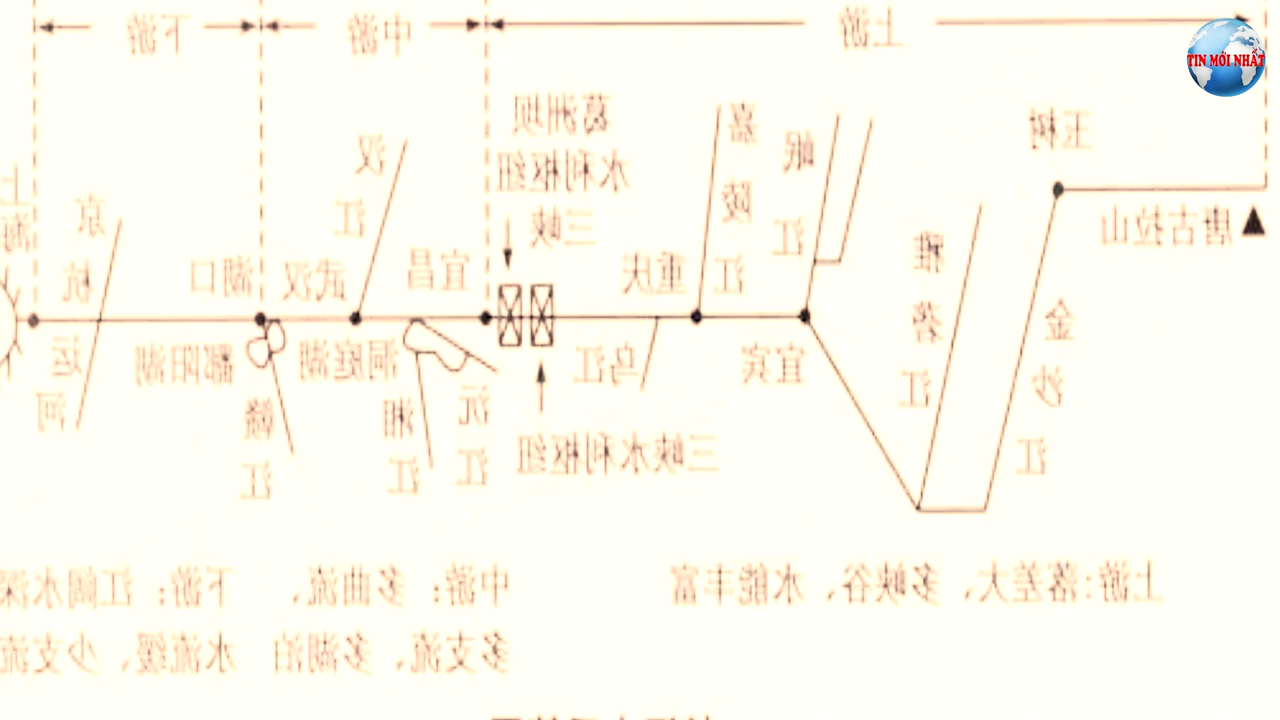 上游
中游
下游
TIN MỚI NHẤT
玉树
唐古拉山
金沙江
雅砻江
岷江
嘉陵江
宜宾
重庆
乌江
葛洲坝
水利枢纽
三峡
三峡水利枢纽
宜昌
汉江
沅江
湘江
洞庭湖
武汉
湖口
鄱阳湖
赣江
京杭运河
上海
上游:落差大、多峡谷、水能丰富
中游:多曲流、
多支流、多湖泊
下游:江阔水深
水流缓、少支流